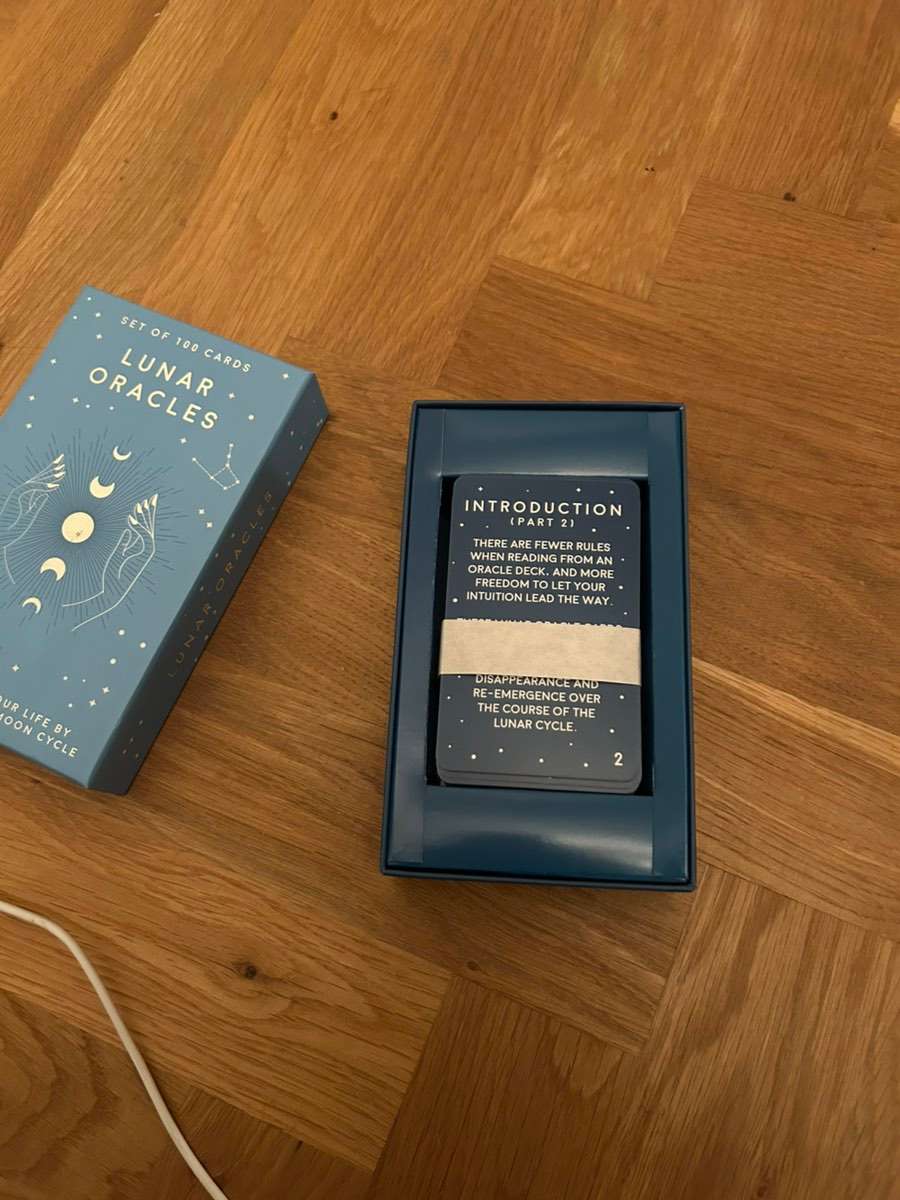 SET OF 100 CARDS
LUNAR
ORACLES
LIFE BY
MOON CYCLE
LUNAR ORACLES
INTRODUCTION
(PART 2)
THERE ARE FEWER RULES
WHEN READING FROM AN
ORACLE DECK, AND MORE
FREEDOM TO LET YOUR
INTUITION LEAD THE WAY.
DISAPPEARANCE AND
RE-EMERGENCE OVER
THE COURSE OF THE
LUNAR CYCLE.
2